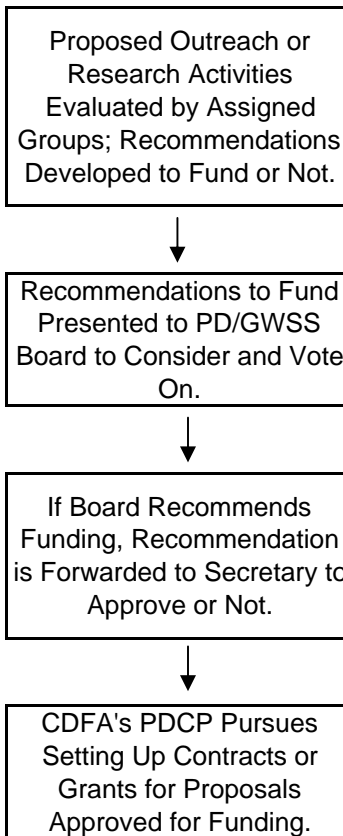 Proposed Outreach or
Research Activities
Evaluated by Assigned
Groups; Recommendations
Developed to Fund or Not.
Recommendations to Fund
Presented to PD/GWSS
Board to Consider and Vote
On.
If Board Recommends
Funding, Recommendation
is Forwarded to Secretary to
Approve or Not.
CDFA's PDCP Pursues
Setting Up Contracts or
Grants for Proposals
Approved for Funding.